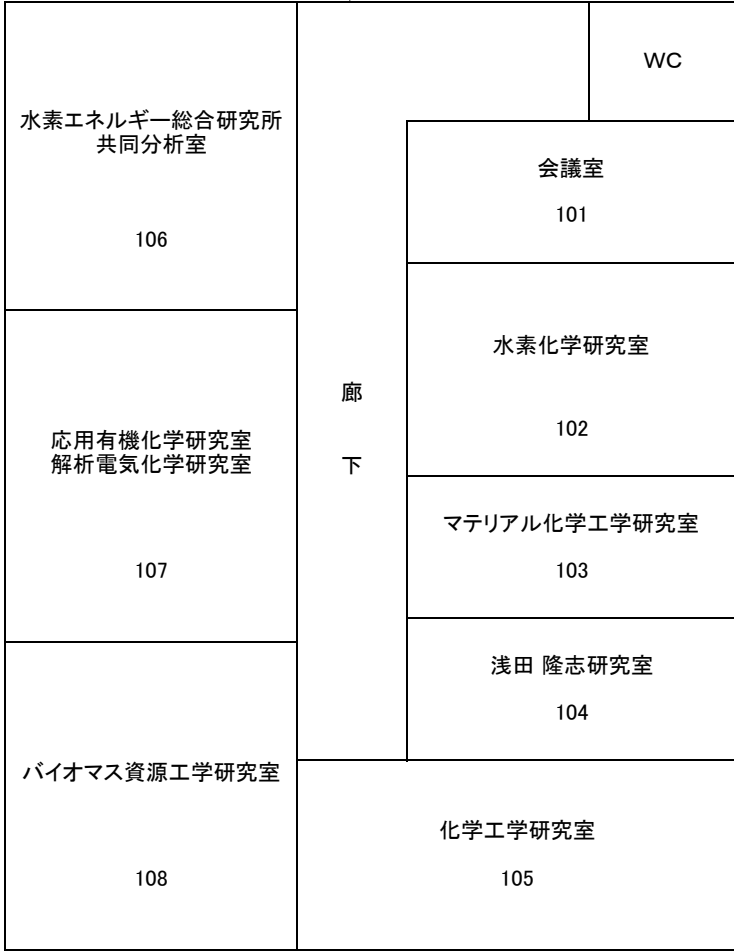 水素エネルギー総合研究所
共同分析室
106
応用有機化学研究室
解析電気化学研究室
107
バイオマス資源工学研究室
108
廊
下
WC
会議室
101
水素化学研究室
102
マテリアル化学工学研究室
103
浅田 隆志研究室
104
化学工学研究室
105